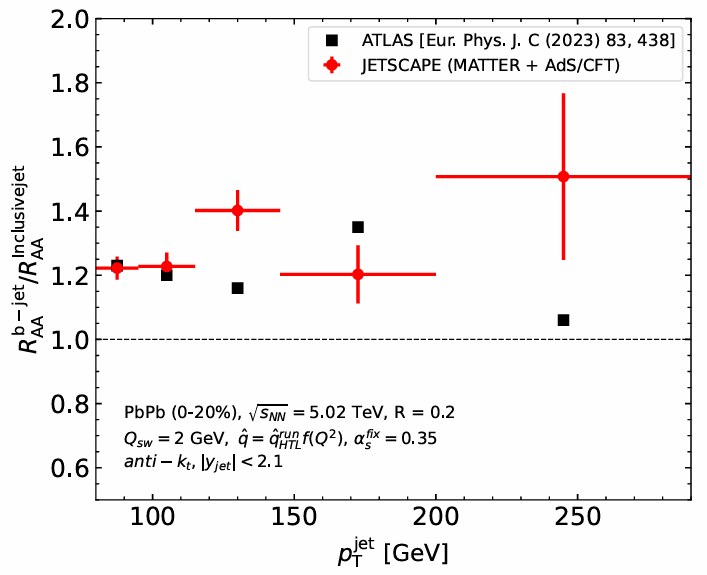 2.0
1.8
1.6
1.4
1.2
1.0
0.8
0.6
R_AA^{b−jet}/R_AA^{Inclusivejet}
ATLAS [Eur. Phys. J. C (2023) 83, 438]
JETSCAPE (MATTER + AdS/CFT)
PbPb (0-20%), √s_NN = 5.02 TeV, R = 0.2
Q_sw = 2 GeV, q̂ = q̂_HTL^run f(Q²), α_s^fix = 0.35
anti − k_t, |y_jet| < 2.1
100 150 200 250
p_T^jet [GeV]